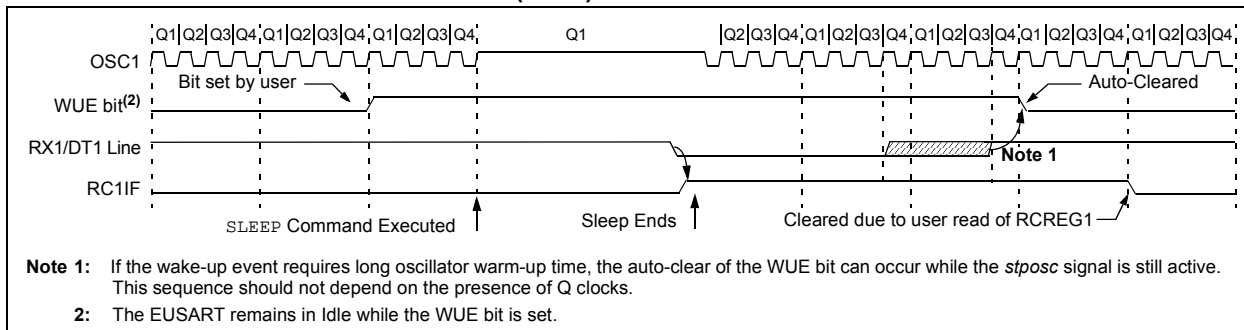 Q1 Q2 Q3 Q4 Q1 Q2 Q3 Q4 Q1 Q2 Q3 Q4 Q1 Q2 Q3 Q4 Q1 Q2 Q3 Q4 Q1 Q2 Q3 Q4 Q1 Q2 Q3 Q4
OSC1
Bit set by user
Auto-Cleared
WUE bit(2)
RX1/DT1 Line
Note 1
RC1IF
SLEEP Command Executed
Sleep Ends
Cleared due to user read of RCREG1
Note 1: If the wake-up event requires long oscillator warm-up time, the auto-clear of the WUE bit can occur while the stposc signal is still active.
This sequence should not depend on the presence of Q clocks.
2: The EUSART remains in Idle while the WUE bit is set.